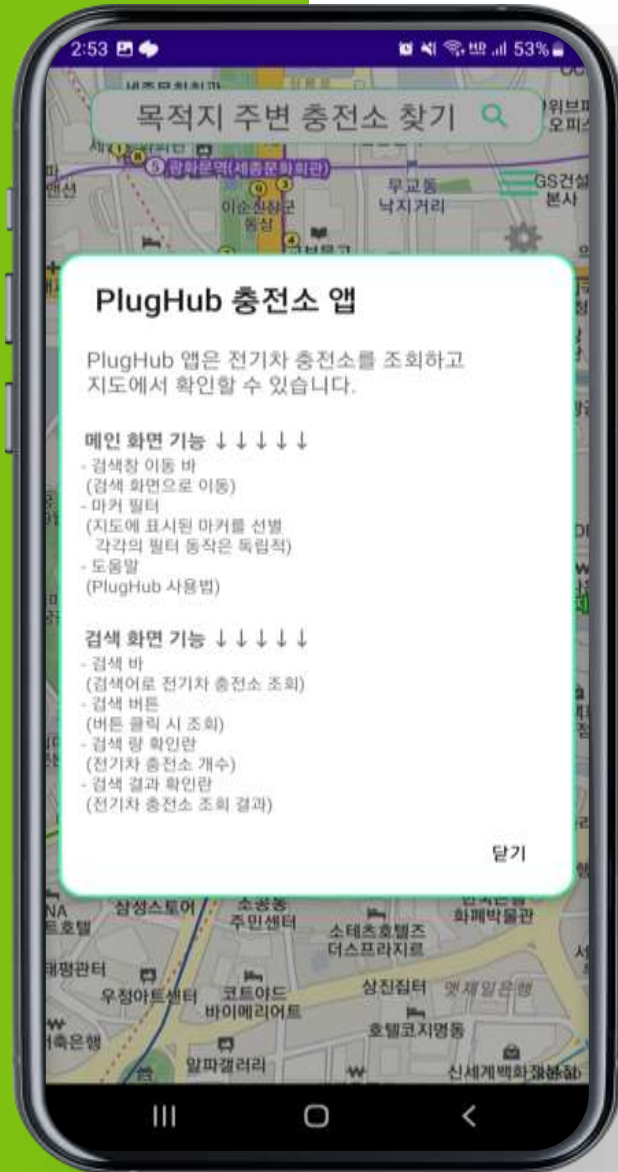 2:53
53%
목적지 주변 충전소 찾기
5 광화문역(세종문화회관)
이순신장군
동상
무교동
낙지거리
GS건설
본사
PlugHub 충전소 앱
PlugHub 앱은 전기차 충전소를 조회하고
지도에서 확인할 수 있습니다.
메인 화면 기능 ↓↓↓↓↓
- 검색창 이동 바
(검색 화면으로 이동)
- 마커 필터
(지도에 표시된 마커를 선별
각각의 필터 동작은 독립적)
- 도움말
(PlugHub 사용법)
검색 화면 기능 ↓↓↓↓↓
- 검색 바
(검색어로 전기차 충전소 조회)
- 검색 버튼
(버튼 클릭 시 조회)
- 검색 량 확인란
(전기차 충전소 개수)
- 검색 결과 확인란
(전기차 충전소 조회 결과)
닫기
삼성스토어
소공동
주민센터
소테츠호텔즈
더스프라지르
화폐박물관
태평관터
우정아트센터
코트야드
바이메리어트
상진집터
옛제일은행
호텔코지명동
알파갤러리
신세계백화점